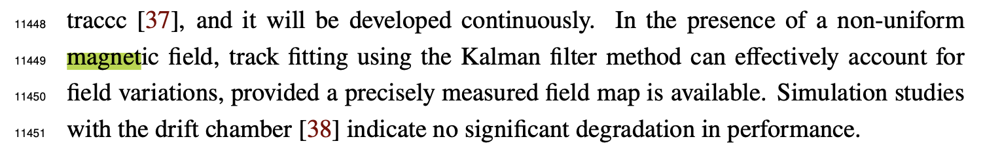 11448 traccc [37], and it will be developed continuously. In the presence of a non-uniform
11449 magnetic field, track fitting using the Kalman filter method can effectively account for
11450 field variations, provided a precisely measured field map is available. Simulation studies
11451 with the drift chamber [38] indicate no significant degradation in performance.